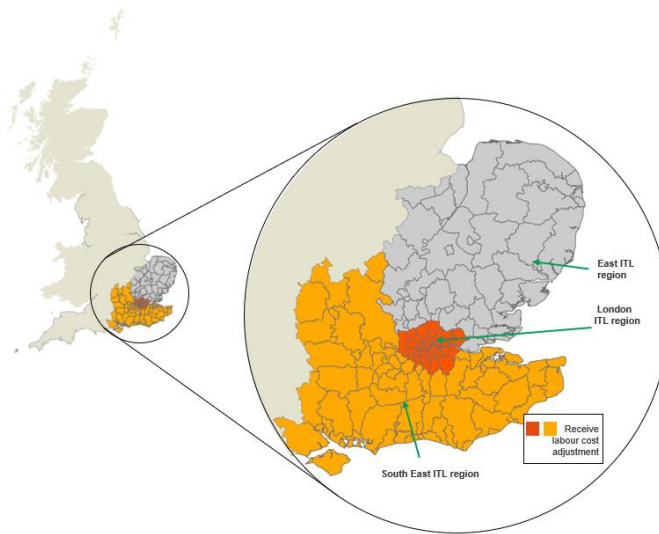 East ITL
region
London
ITL region
Receive
labour cost
adjustment
South East ITL region